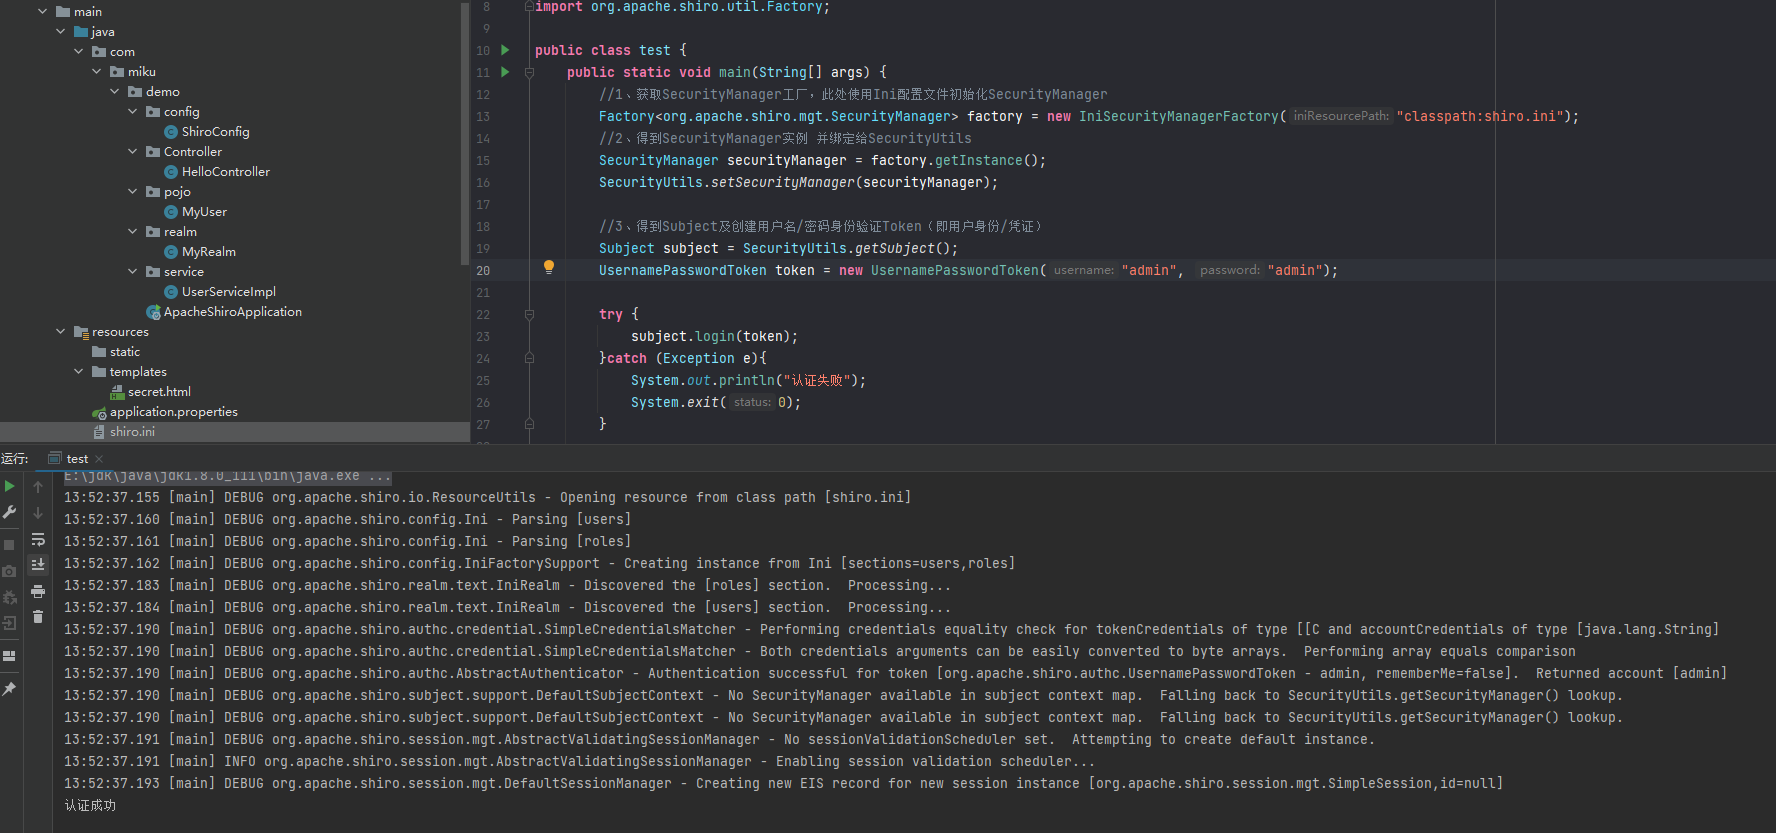 main
java
com
miku
demo
config
ShiroConfig
Controller
HelloController
pojo
MyUser
realm
MyRealm
service
UserServiceImpl
ApacheShiroApplication
resources
static
templates
secret.html
application.properties
shiro.ini
8 import org.apache.shiro.util.Factory;
9
10 public class test {
11 public static void main(String[] args) {
12 //1、获取SecurityManager工厂，此处使用Ini配置文件初始化SecurityManager
13 Factory<org.apache.shiro.mgt.SecurityManager> factory = new IniSecurityManagerFactory( iniResourcePath: "classpath:shiro.ini");
14 //2、得到SecurityManager实例 并绑定给SecurityUtils
15 SecurityManager securityManager = factory.getInstance();
16 SecurityUtils.setSecurityManager(securityManager);
17
18 //3、得到Subject及创建用户名/密码身份验证Token（即用户身份/凭证）
19 Subject subject = SecurityUtils.getSubject();
20 UsernamePasswordToken token = new UsernamePasswordToken( username: "admin", password: "admin");
21
22 try {
23 subject.login(token);
24 }catch (Exception e){
25 System.out.println("认证失败");
26 System.exit( status: 0);
27 }
运行: test
E:\jdk\java\jdk1.8.0_111\bin\java.exe ...
13:52:37.155 [main] DEBUG org.apache.shiro.io.ResourceUtils - Opening resource from class path [shiro.ini]
13:52:37.160 [main] DEBUG org.apache.shiro.config.Ini - Parsing [users]
13:52:37.161 [main] DEBUG org.apache.shiro.config.Ini - Parsing [roles]
13:52:37.162 [main] DEBUG org.apache.shiro.config.IniFactorySupport - Creating instance from Ini [sections=users,roles]
13:52:37.183 [main] DEBUG org.apache.shiro.realm.text.IniRealm - Discovered the [roles] section.  Processing...
13:52:37.184 [main] DEBUG org.apache.shiro.realm.text.IniRealm - Discovered the [users] section.  Processing...
13:52:37.190 [main] DEBUG org.apache.shiro.authc.credential.SimpleCredentialsMatcher - Performing credentials equality check for tokenCredentials of type [[C and accountCredentials of type [java.lang.String]
13:52:37.190 [main] DEBUG org.apache.shiro.authc.credential.SimpleCredentialsMatcher - Both credentials arguments can be easily converted to byte arrays.  Performing array equals comparison
13:52:37.190 [main] DEBUG org.apache.shiro.authc.AbstractAuthenticator - Authentication successful for token [org.apache.shiro.authc.UsernamePasswordToken - admin, rememberMe=false].  Returned account [admin]
13:52:37.190 [main] DEBUG org.apache.shiro.subject.support.DefaultSubjectContext - No SecurityManager available in subject context map.  Falling back to SecurityUtils.getSecurityManager() lookup.
13:52:37.190 [main] DEBUG org.apache.shiro.subject.support.DefaultSubjectContext - No SecurityManager available in subject context map.  Falling back to SecurityUtils.getSecurityManager() lookup.
13:52:37.191 [main] DEBUG org.apache.shiro.session.mgt.AbstractValidatingSessionManager - No sessionValidationScheduler set.  Attempting to create default instance.
13:52:37.191 [main] INFO org.apache.shiro.session.mgt.AbstractValidatingSessionManager - Enabling session validation scheduler...
13:52:37.193 [main] DEBUG org.apache.shiro.session.mgt.DefaultSessionManager - Creating new EIS record for new session instance [org.apache.shiro.session.mgt.SimpleSession,id=null]
认证成功